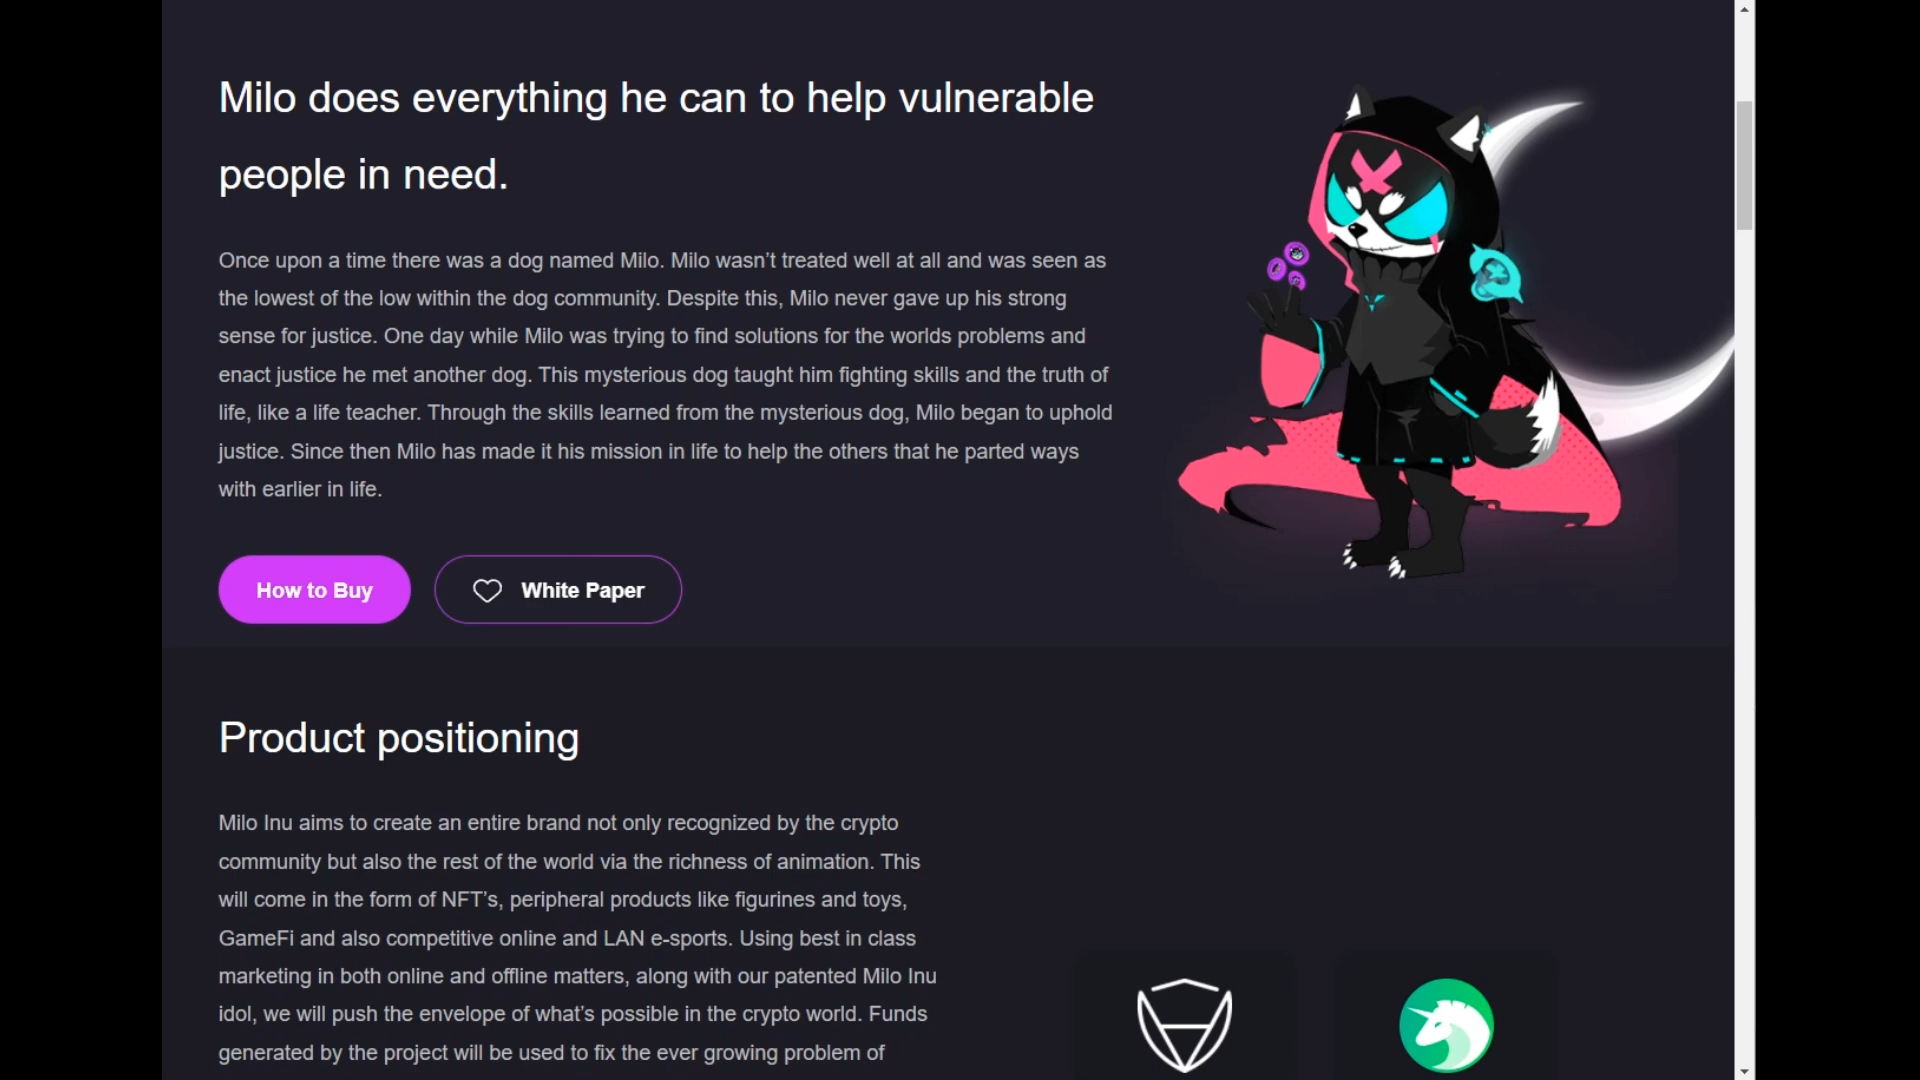 Milo does everything he can to help vulnerable
people in need.
Once upon a time there was a dog named Milo. Milo wasn’t treated well at all and was seen as
the lowest of the low within the dog community. Despite this, Milo never gave up his strong
sense for justice. One day while Milo was trying to find solutions for the worlds problems and
enact justice he met another dog. This mysterious dog taught him fighting skills and the truth of
life, like a life teacher. Through the skills learned from the mysterious dog, Milo began to uphold
justice. Since then Milo has made it his mission in life to help the others that he parted ways
with earlier in life.
How to Buy
White Paper
Product positioning
Milo Inu aims to create an entire brand not only recognized by the crypto
community but also the rest of the world via the richness of animation. This
will come in the form of NFT’s, peripheral products like figurines and toys,
GameFi and also competitive online and LAN e-sports. Using best in class
marketing in both online and offline matters, along with our patented Milo Inu
idol, we will push the envelope of what’s possible in the crypto world. Funds
generated by the project will be used to fix the ever growing problem of